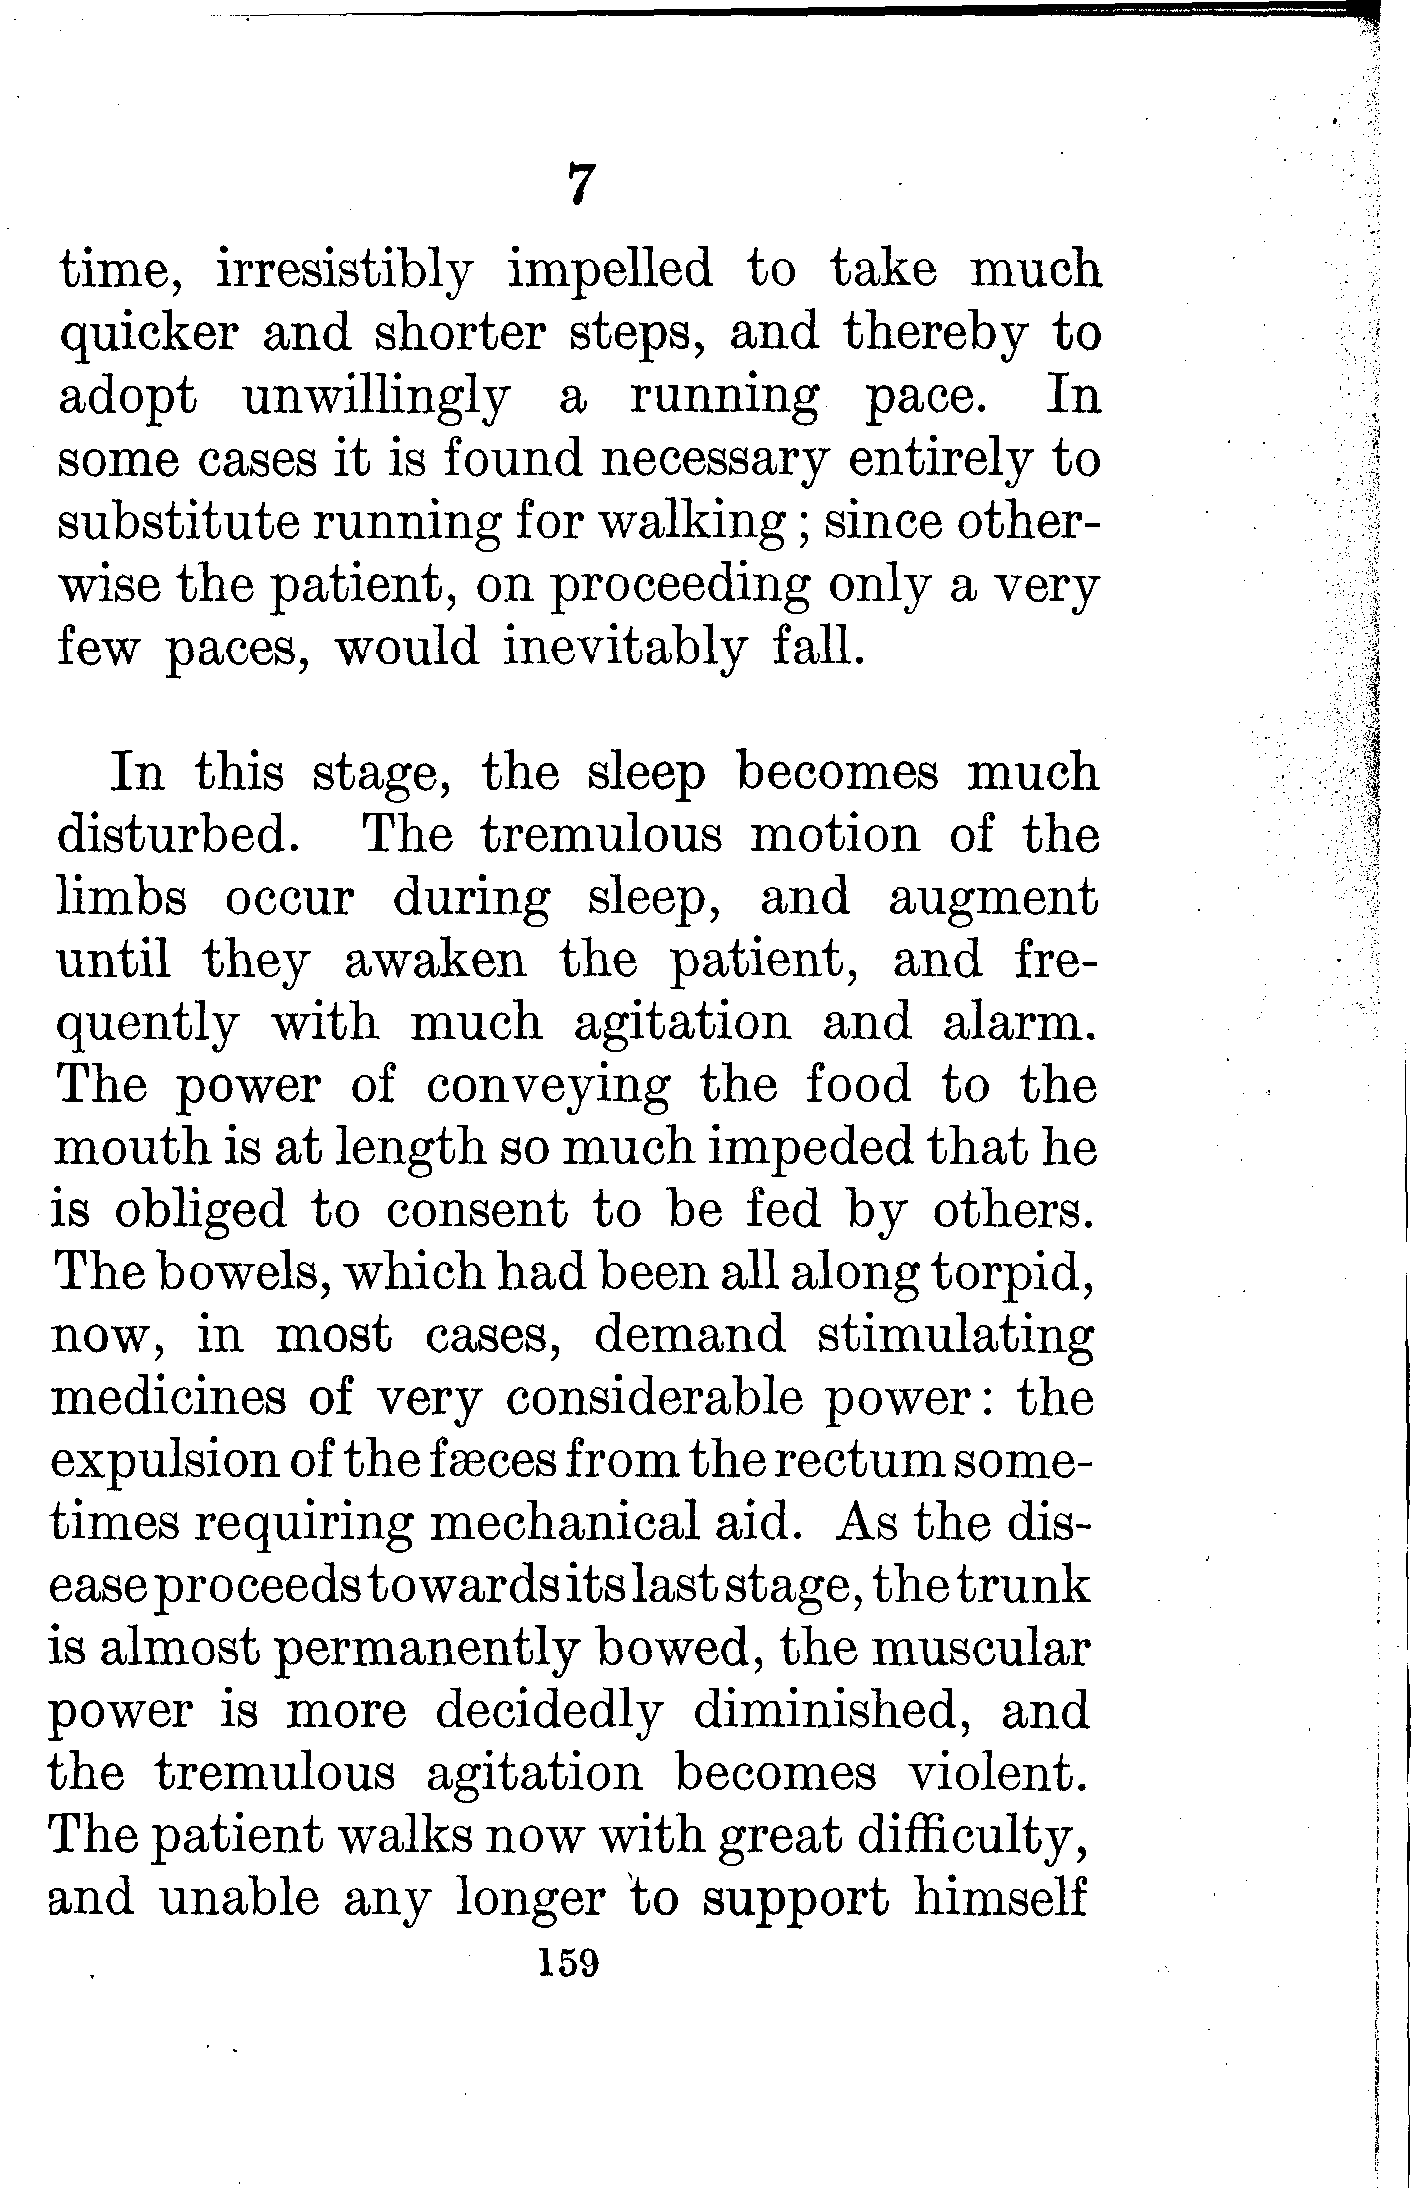 7
time, irresistibly impelled to take much
quicker and shorter steps, and thereby to
adopt unwillingly a running pace. In
some cases it is found necessary entirely to
substitute running for walking; since other-
wise the patient, on proceeding only a very
few paces, would inevitably fall.
In this stage, the sleep becomes much
disturbed. The tremulous motion of the
limbs occur during sleep, and augment
until they awaken the patient, and fre-
quently with much agitation and alarm.
The power of conveying the food to the
mouth is at length so much impeded that he
is obliged to consent to be fed by others.
The bowels, which had been all along torpid,
now, in most cases, demand stimulating
medicines of very considerable power: the
expulsion of the fæces from the rectum some-
times requiring mechanical aid. As the dis-
ease proceeds towards its last stage, the trunk
is almost permanently bowed, the muscular
power is more decidedly diminished, and
the tremulous agitation becomes violent.
The patient walks now with great difficulty,
and unable any longer to support himself
159